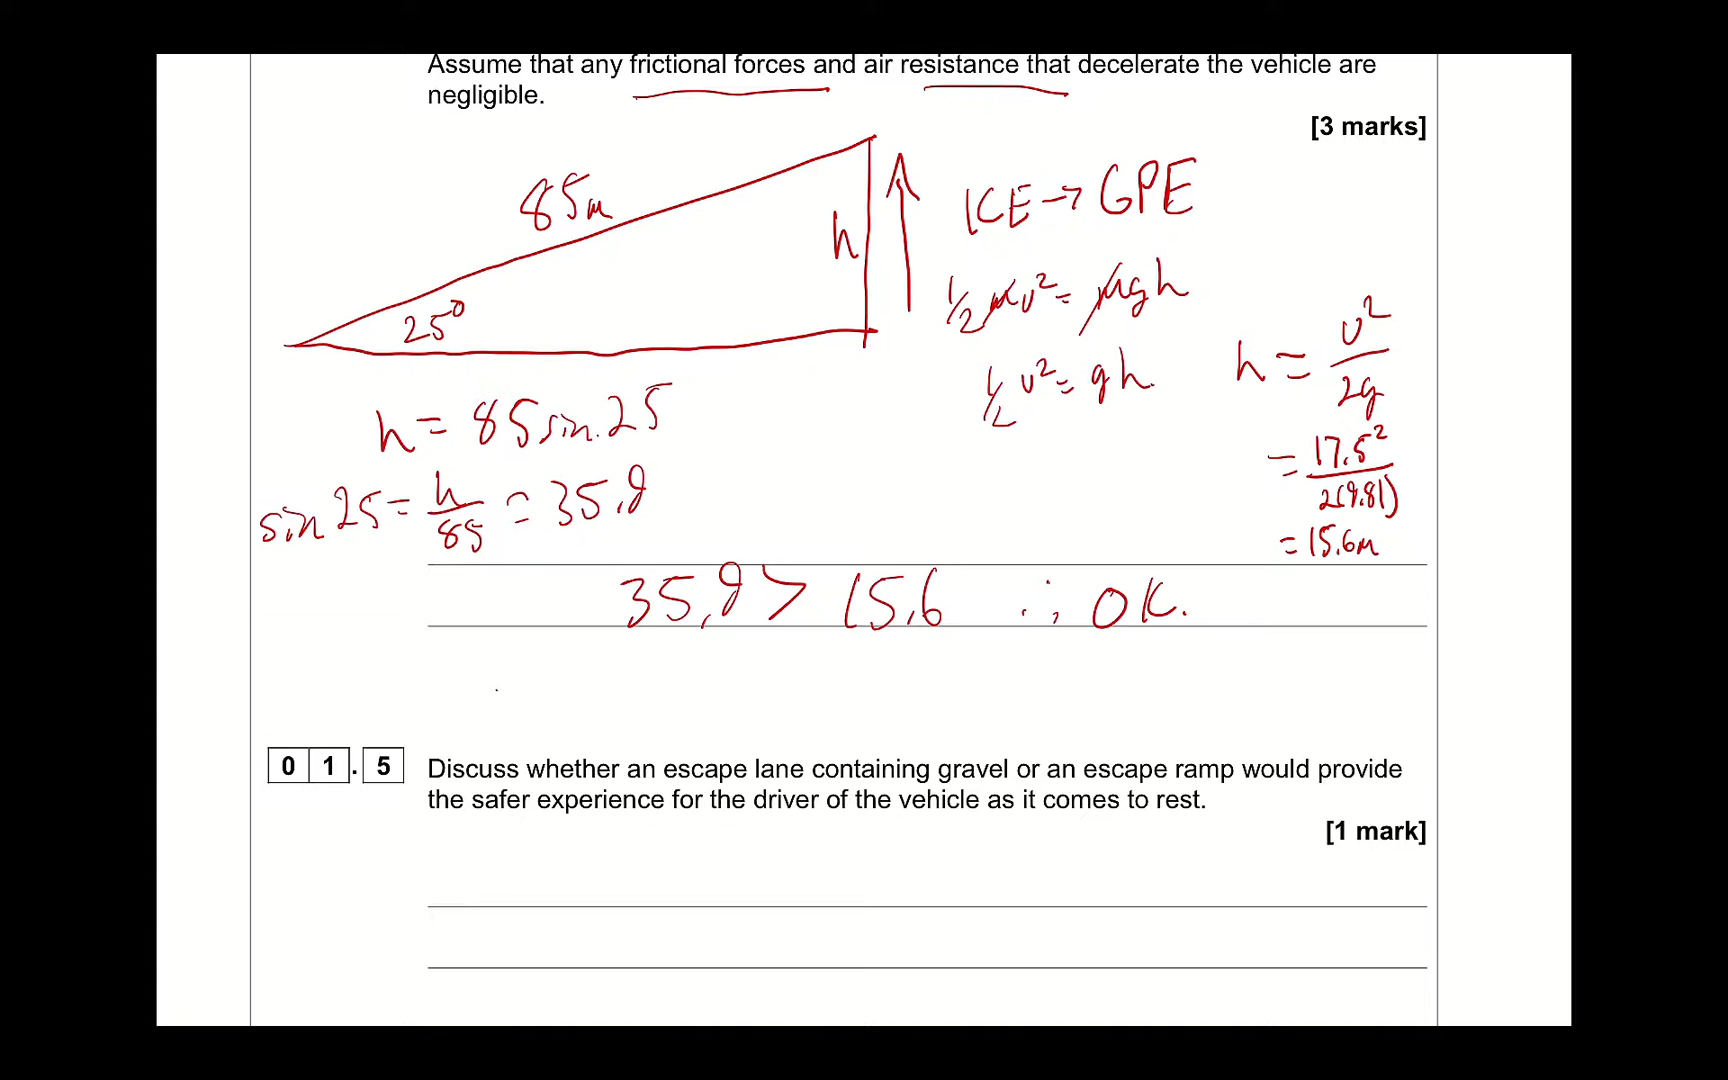 Assume that any frictional forces and air resistance that decelerate the vehicle are
negligible.
[3 marks]
85m
h
25°
KE → GPE
½mv² = mgh
½v² = gh
h = v²/2g
= 17.5²/2(9.81)
= 15.6m
h = 85 sin 25
sin 25 = h/85 = 35.9
35.9 > 15.6 ∴ OK.
01.5
Discuss whether an escape lane containing gravel or an escape ramp would provide
the safer experience for the driver of the vehicle as it comes to rest.
[1 mark]